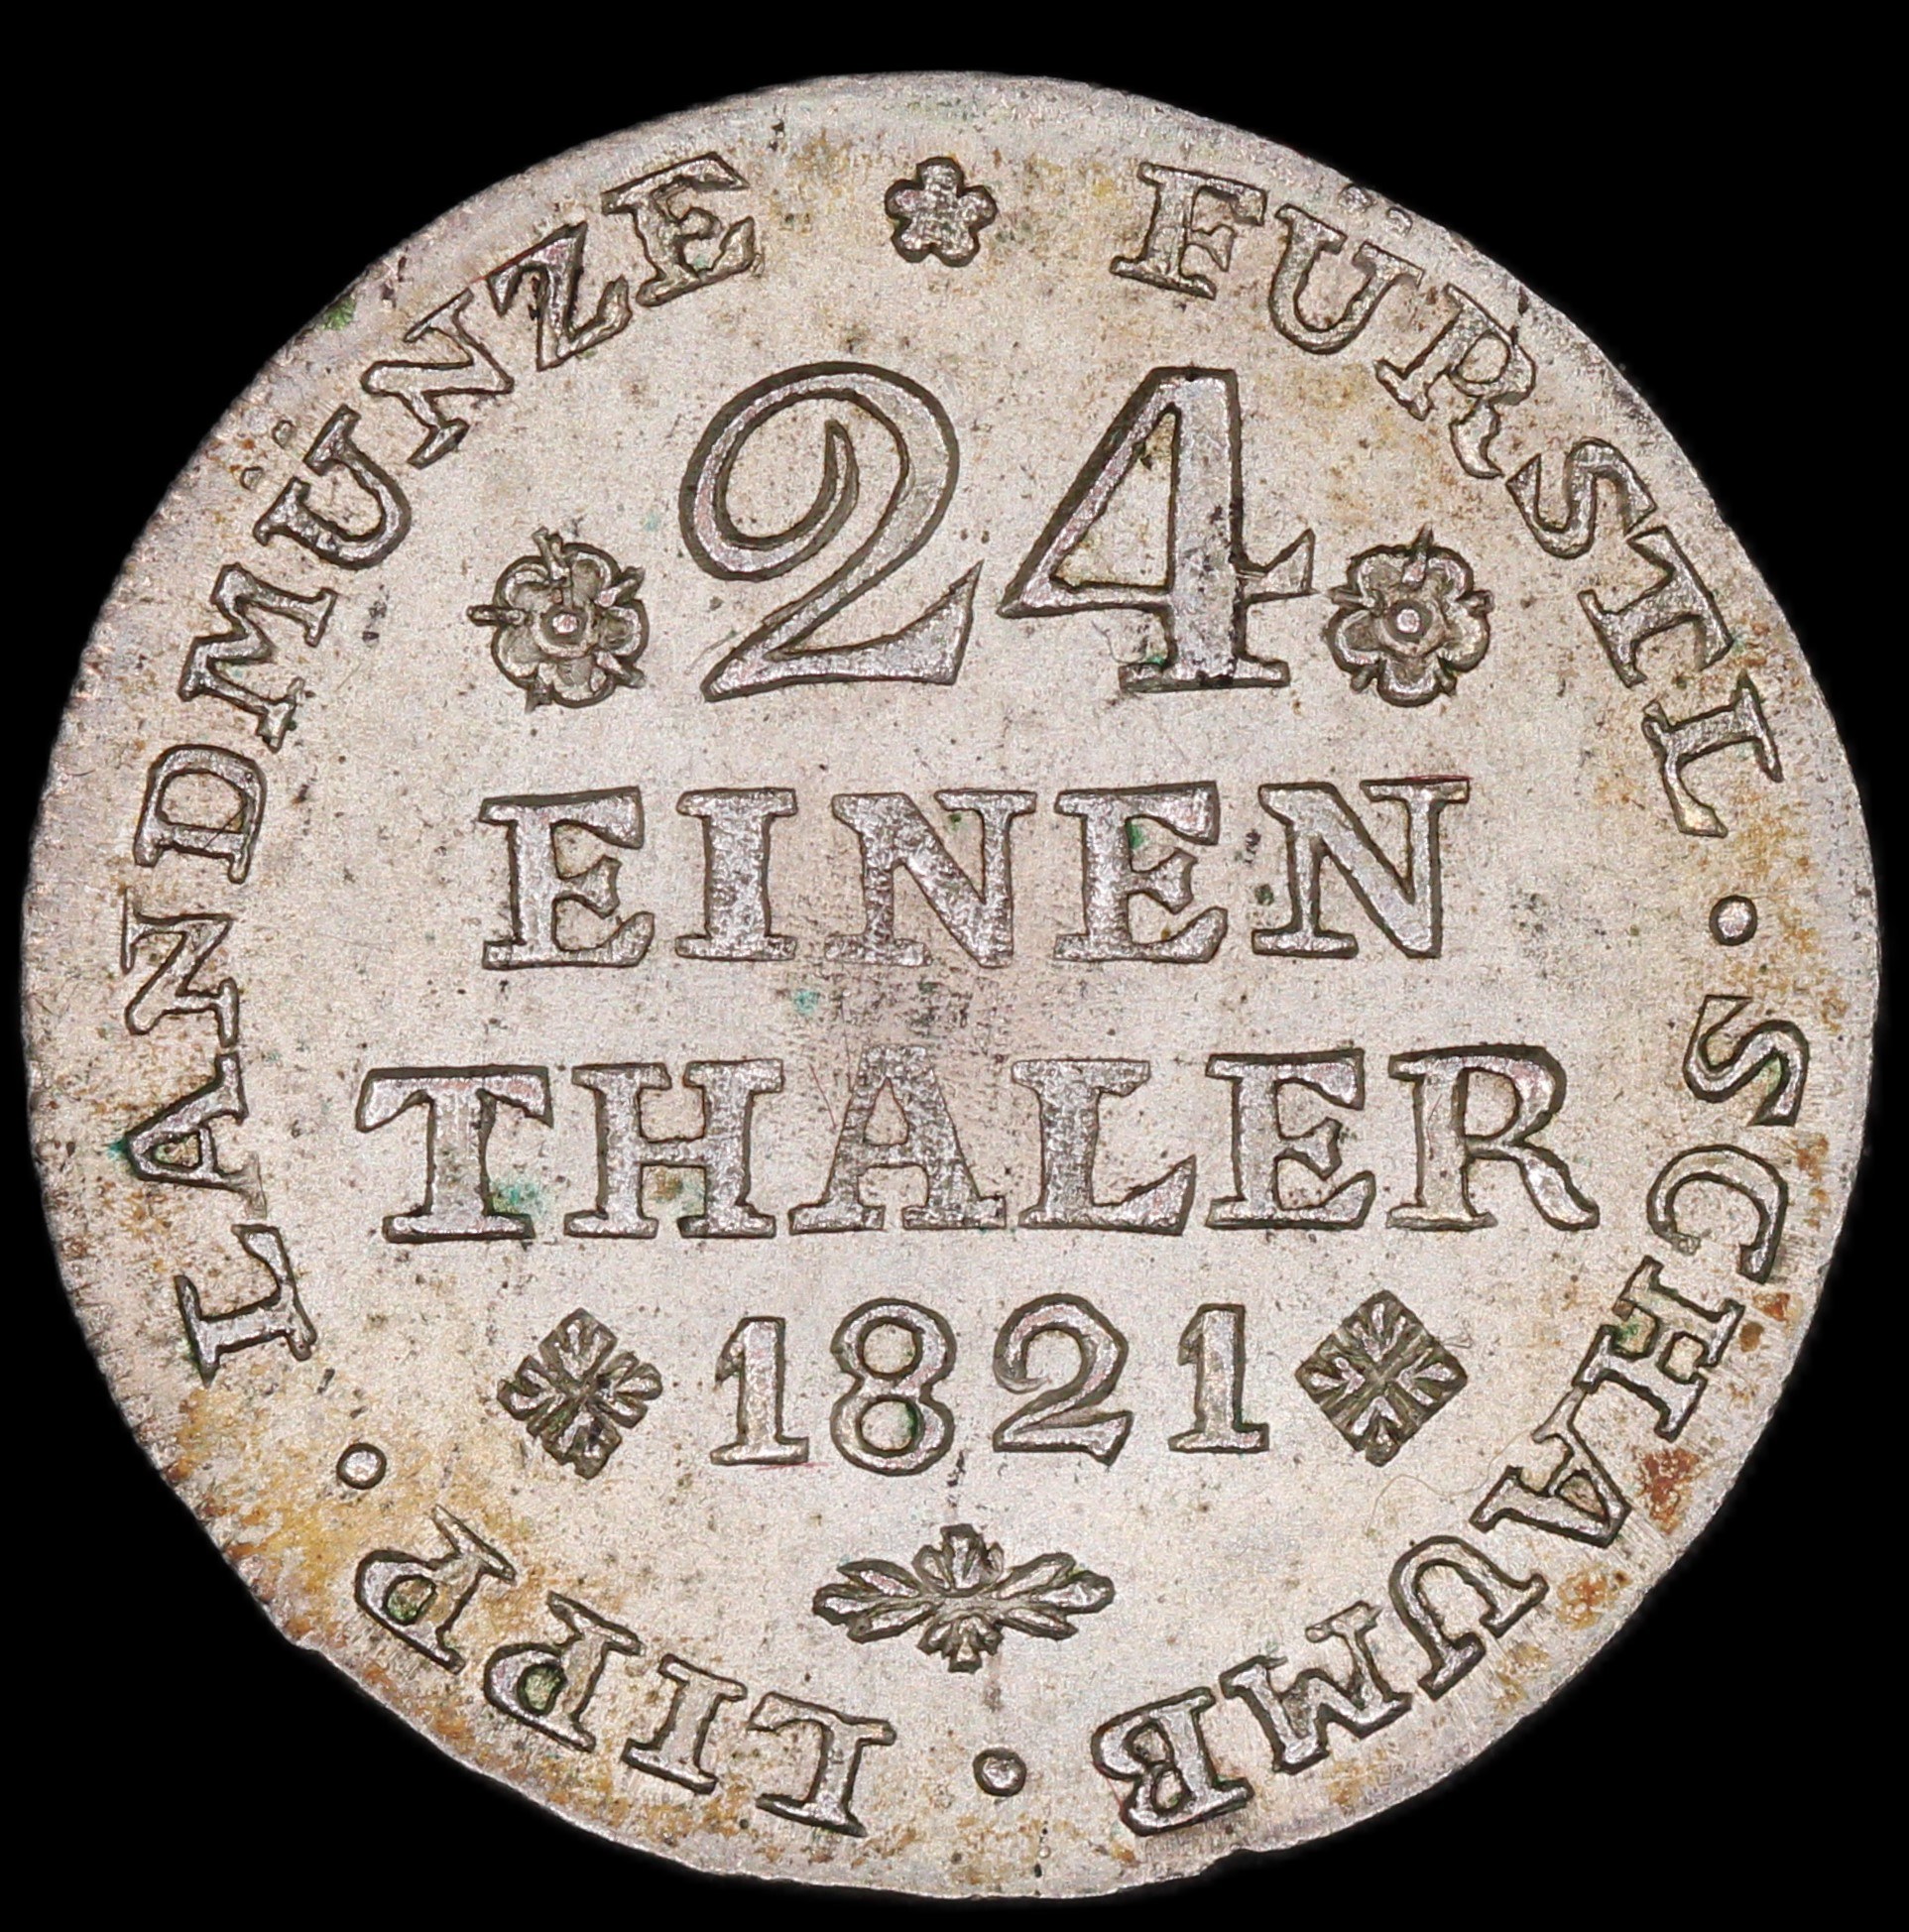 FÜRSTL · SCHAUMB · LIPP · LANDMÜNZE
24
EINEN
THALER
1821